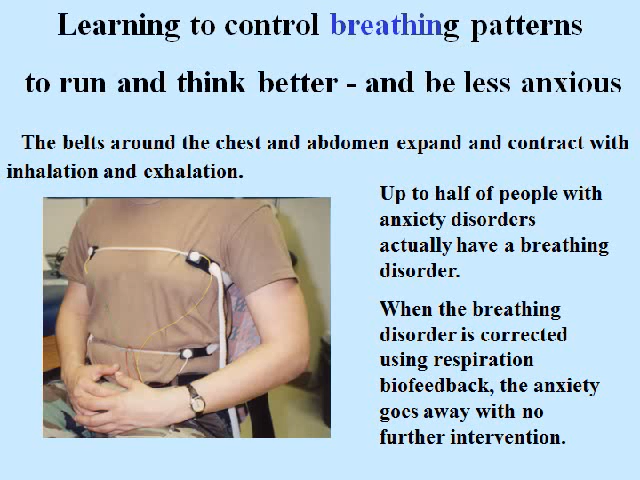 Learning to control breathing patterns
to run and think better - and be less anxious
The belts around the chest and abdomen expand and contract with
inhalation and exhalation.
Up to half of people with
anxiety disorders
actually have a breathing
disorder.
When the breathing
disorder is corrected
using respiration
biofeedback, the anxiety
goes away with no
further intervention.